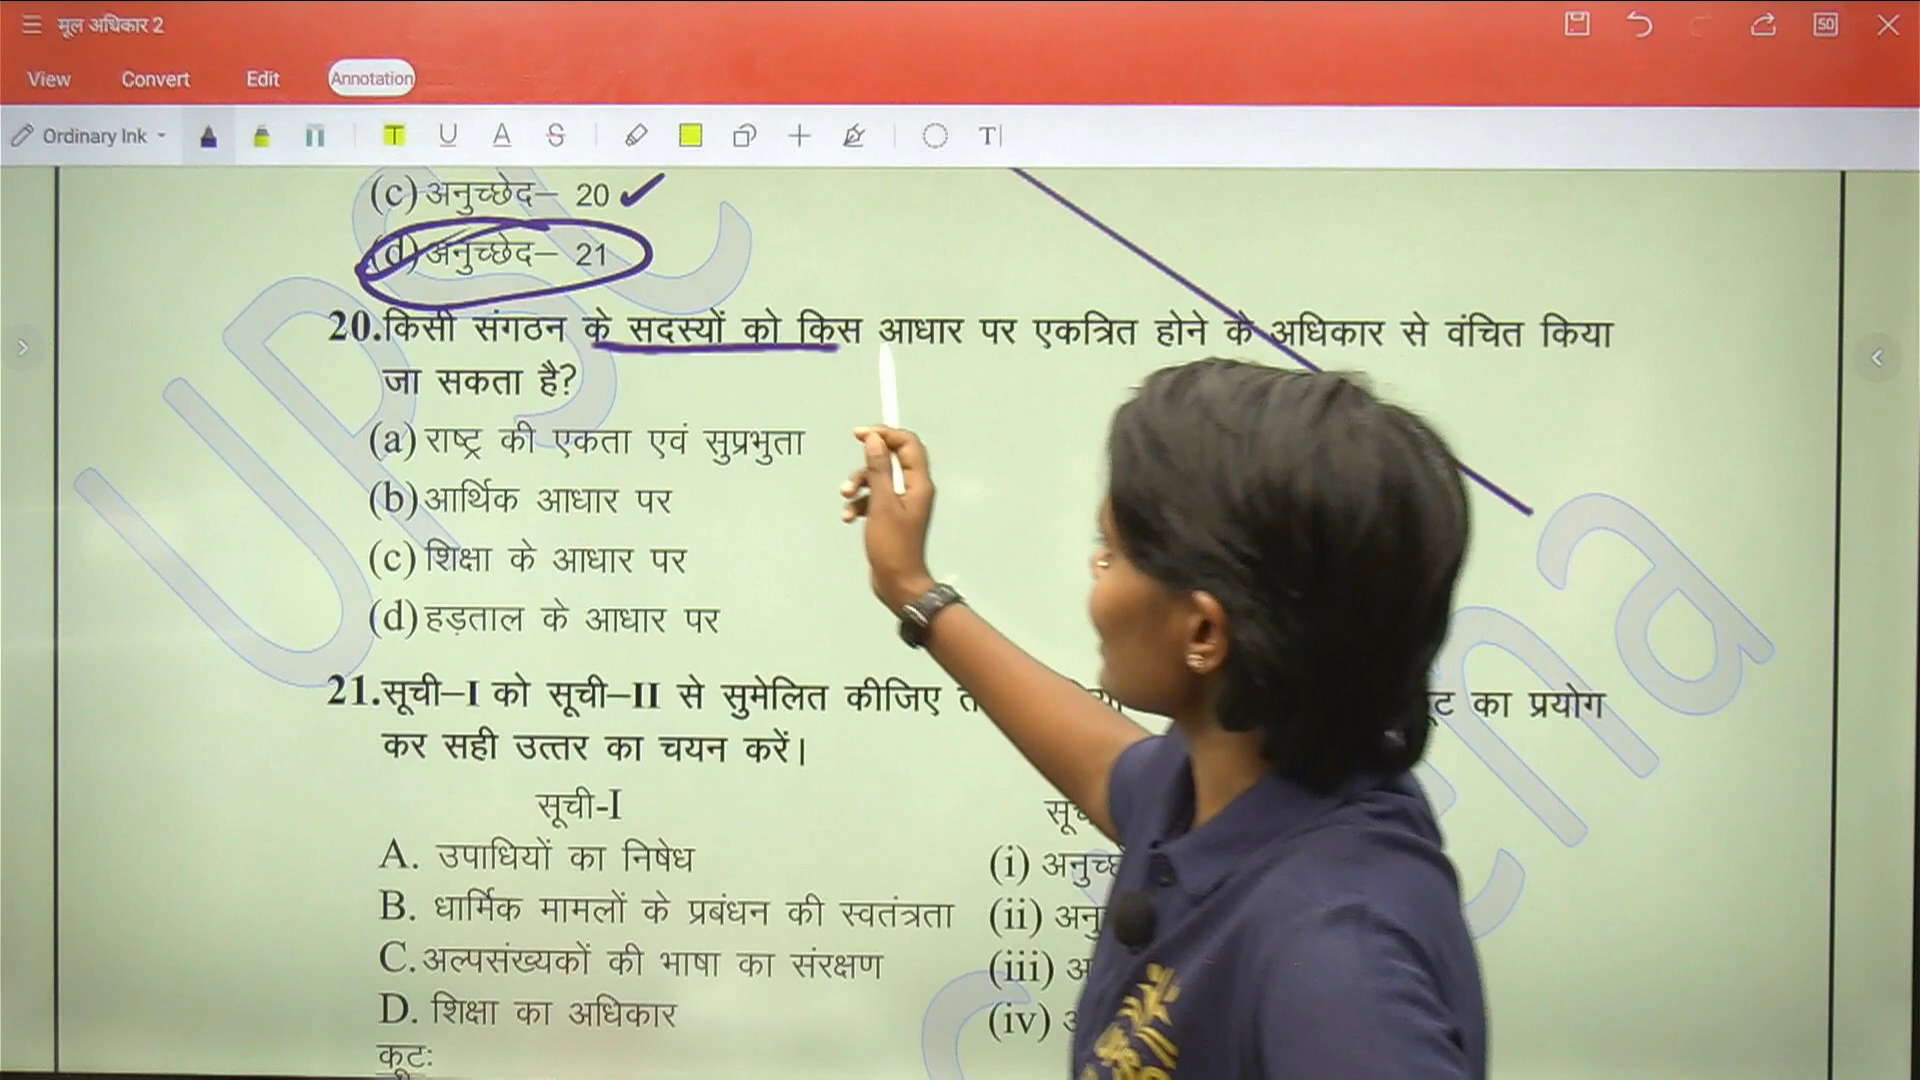 मूल अधिकार 2
50
View Convert Edit Annotation
Ordinary Ink T U A S T
(c) अनुच्छेद– 20
(d) अनुच्छेद– 21
20.किसी संगठन के सदस्यों को किस आधार पर एकत्रित होने के अधिकार से वंचित किया
जा सकता है?
(a) राष्ट्र की एकता एवं सुप्रभुता
(b) आर्थिक आधार पर
(c) शिक्षा के आधार पर
(d) हड़ताल के आधार पर
21.सूची–I को सूची–II से सुमेलित कीजिए का प्रयोग
कर सही उत्तर का चयन करें।
सूची-I
A. उपाधियों का निषेध (i)
B. धार्मिक मामलों के प्रबंधन की स्वतंत्रता (ii)
C. अल्पसंख्यकों की भाषा का संरक्षण (iii)
D. शिक्षा का अधिकार (iv)
कूटः